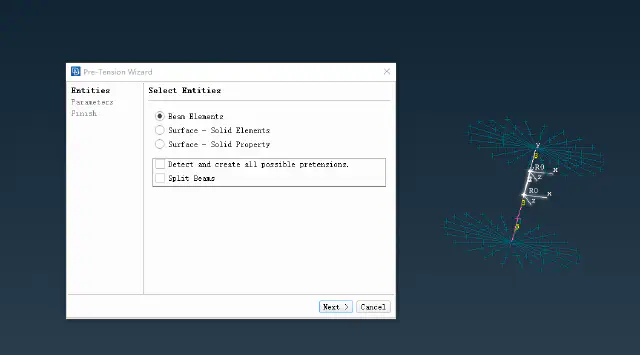 Pre-Tension Wizard
Entities
Parameters
Finish
Select Entities
Beam Elements
Surface - Solid Elements
Surface - Solid Property
Detect and create all possible pretensions.
Split Beams
Next >
Cancel
y
R0
x
z
R0
x
z